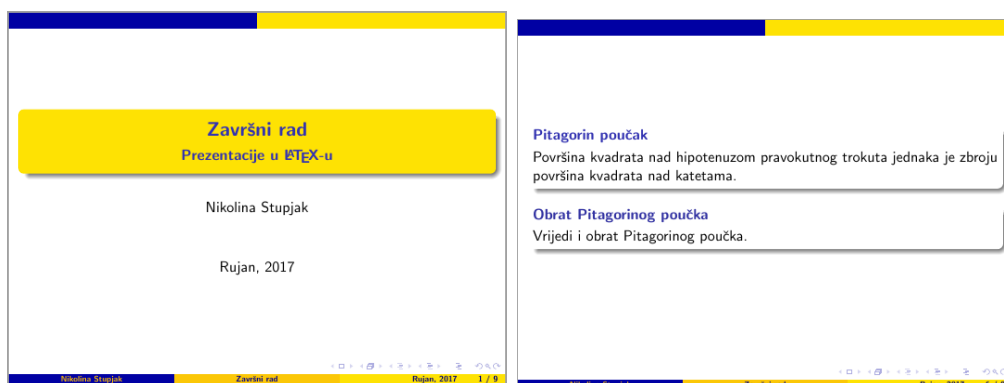 Završni rad
Prezentacije u LATEX-u
Nikolina Stupjak
Rujan, 2017
Nikolina Stupjak Završni rad Rujan, 2017 1 / 9
Pitagorin poučak
Površina kvadrata nad hipotenuzom pravokutnog trokuta jednaka je zbroju
površina kvadrata nad katetama.
Obrat Pitagorinog poučka
Vrijedi i obrat Pitagorinog poučka.